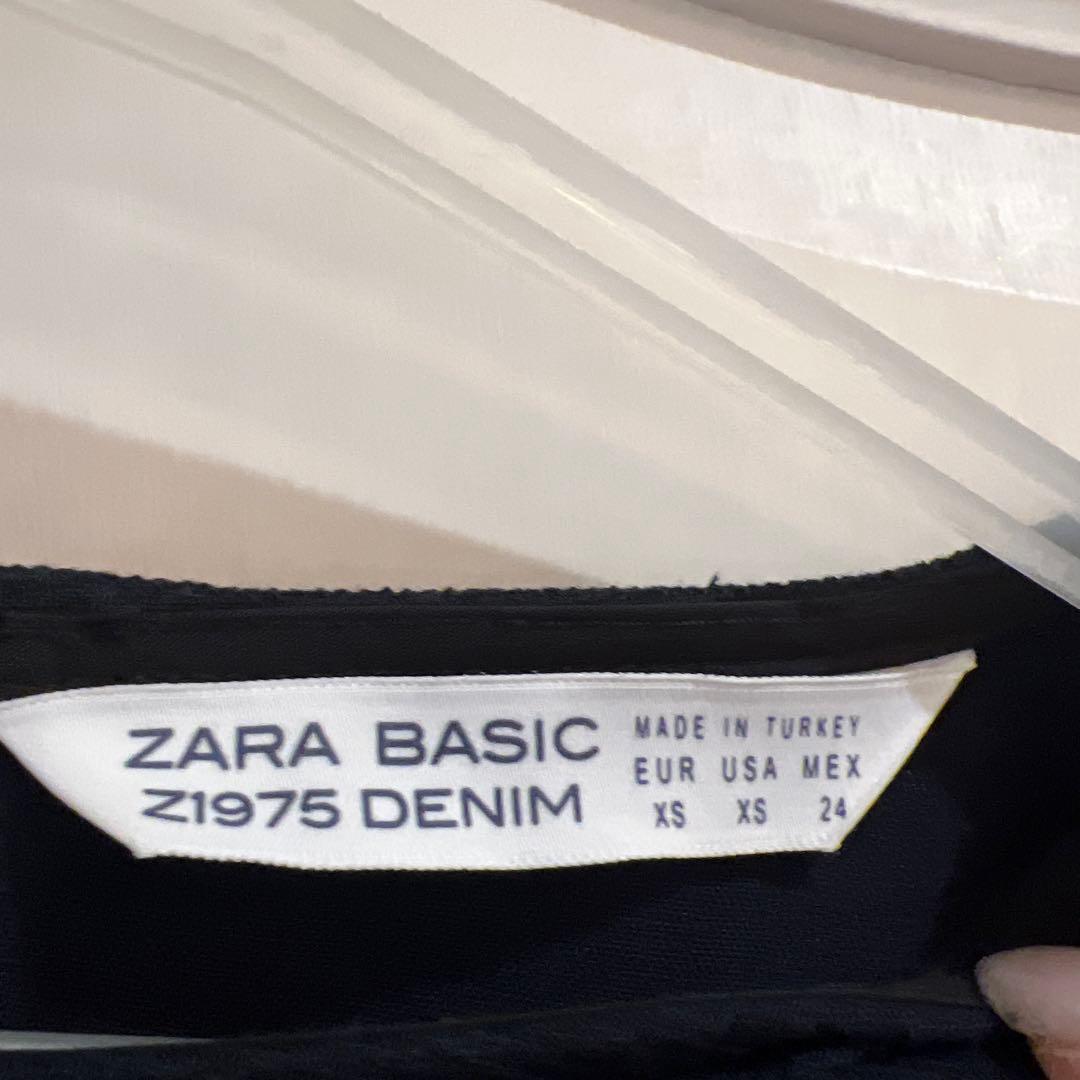 ZARA BASIC
Z1975 DENIM
MADE IN TURKEY
EUR USA MEX
XS XS 24